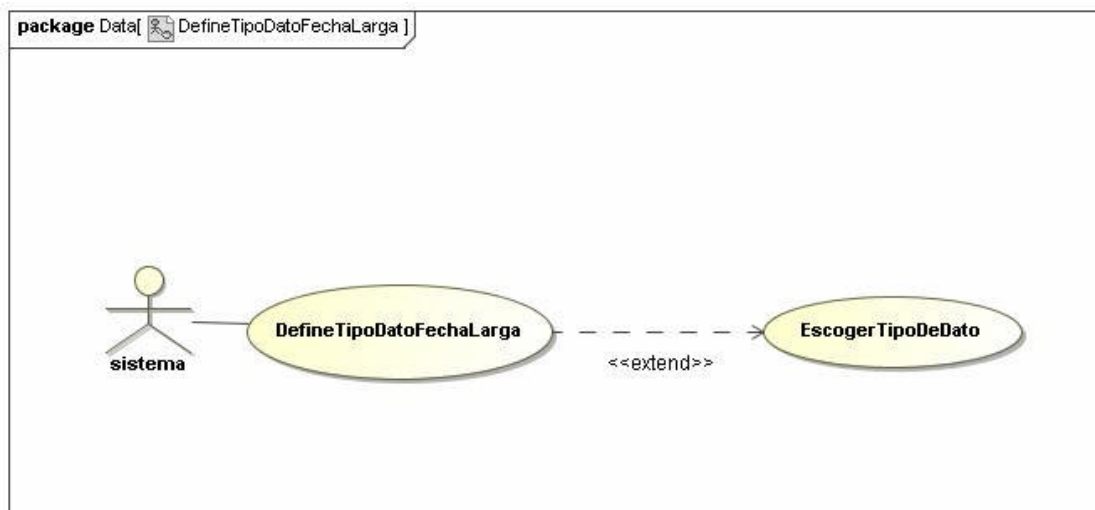 package Data[ DefineTipoDatoFechaLarga ]
DefineTipoDatoFechaLarga
EscogerTipoDeDato
<<extend>>
sistema